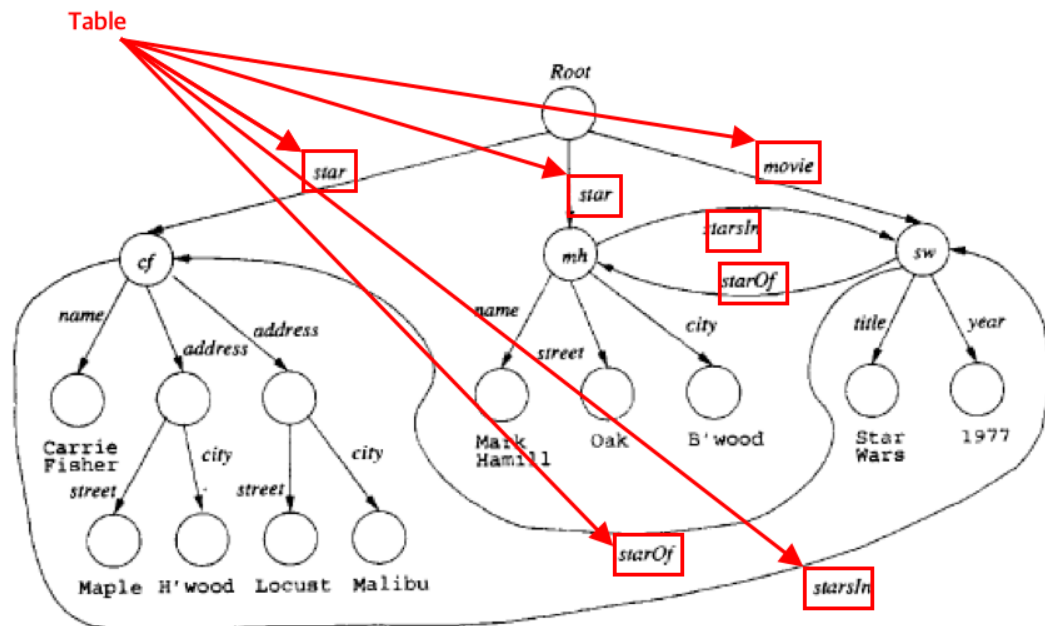 Table
Root
star
star
movie
starsIn
cf
mh
sw
starOf
name
address
address
name
street
city
title
year
Carrie
Fisher
street
city
street
city
Mark
Hamill
Oak
B'wood
Star
Wars
1977
starOf
starsIn
Maple
H'wood
Locust
Malibu